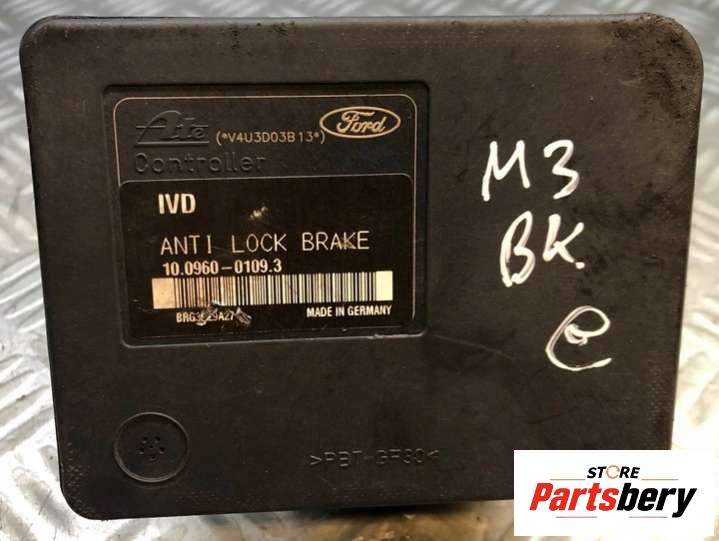 Ate
(*V4U3D03B13*)
Ford
Controller
IVD
ANTI LOCK BRAKE
10.0960-0109.3
MADE IN GERMANY
M3
BK
e
>PBT-GF30<
STORE
Partsbery